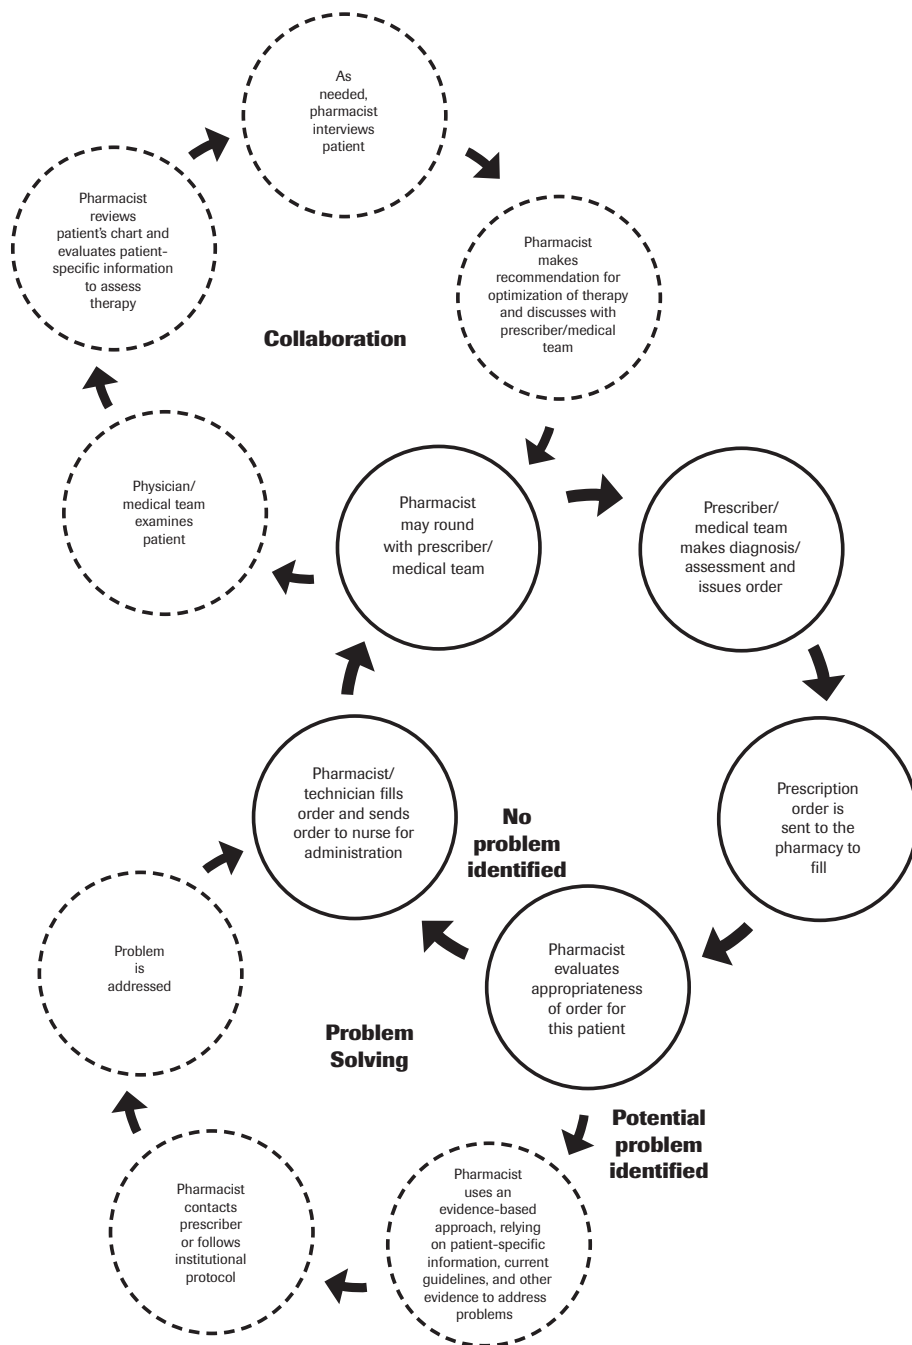 As
needed,
pharmacist
interviews
patient
Pharmacist
reviews
patient's chart and
evaluates patient-
specific information
to assess
therapy
Pharmacist
makes
recommendation for
optimization of therapy
and discusses with
prescriber/medical
team
Collaboration
Physician/
medical team
examines
patient
Pharmacist
may round
with prescriber/
medical team
Prescriber/
medical team
makes diagnosis/
assessment and
issues order
Prescription
order is
sent to the
pharmacy to
fill
Pharmacist/
technician fills
order and sends
order to nurse for
administration
No
problem
identified
Pharmacist
evaluates
appropriateness
of order for
this patient
Problem
is
addressed
Problem
Solving
Potential
problem
identified
Pharmacist
contacts
prescriber
or follows
institutional
protocol
Pharmacist
uses an
evidence-based
approach, relying
on patient-specific
information, current
guidelines, and other
evidence to address
problems